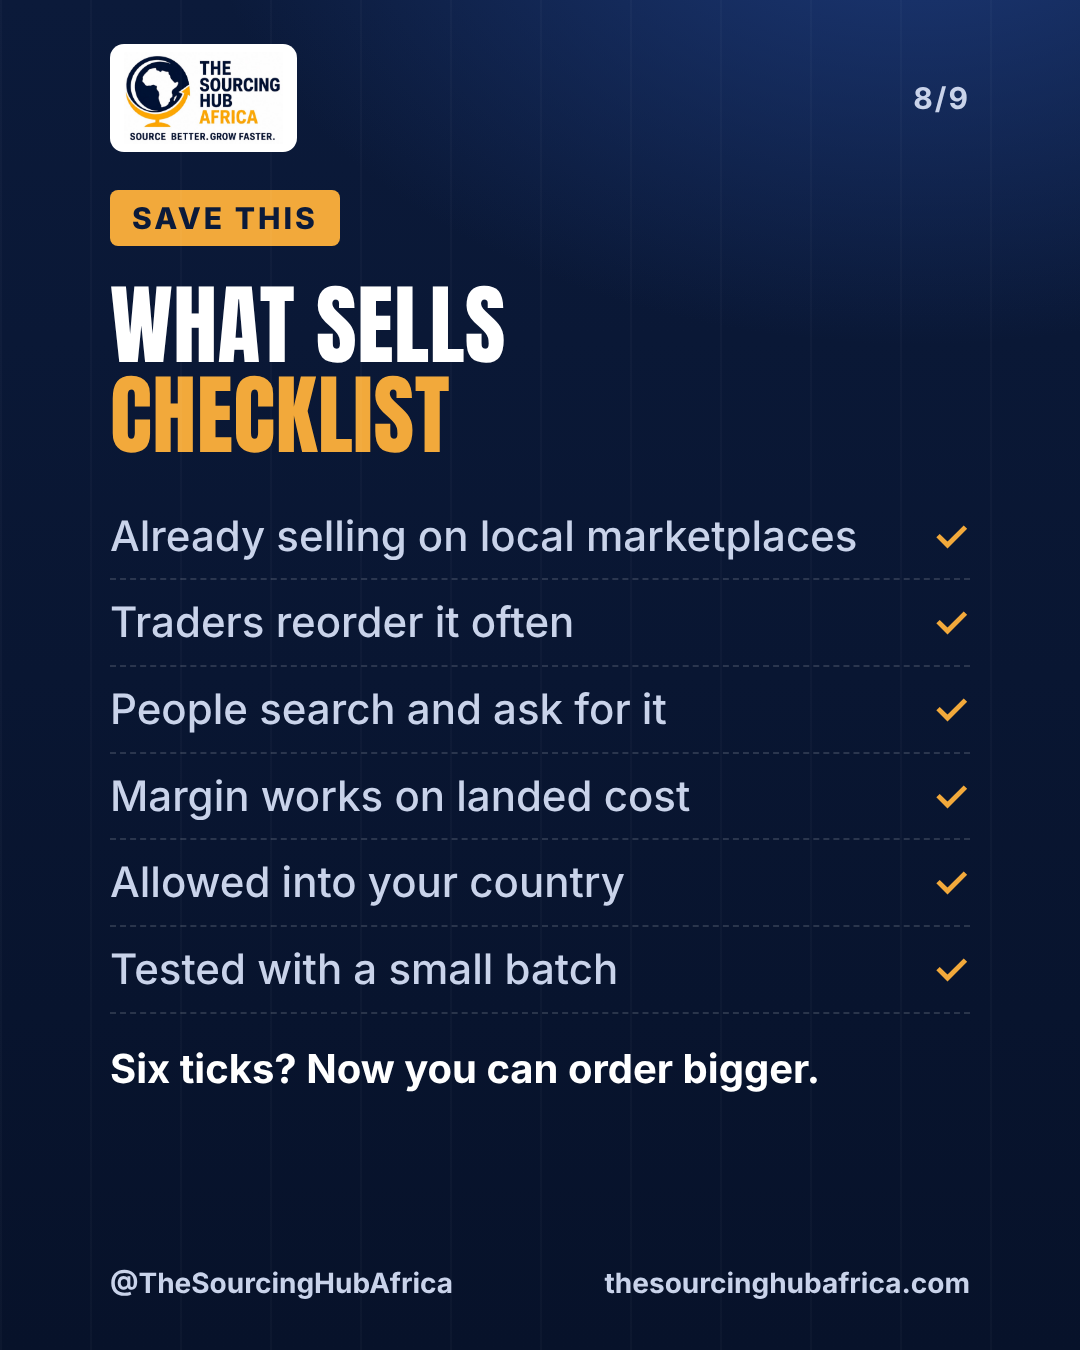 THE
SOURCING
HUB
AFRICA
SOURCE BETTER. GROW FASTER.
8/9
SAVE THIS
WHAT SELLS
CHECKLIST
Already selling on local marketplaces
Traders reorder it often
People search and ask for it
Margin works on landed cost
Allowed into your country
Tested with a small batch
Six ticks? Now you can order bigger.
@TheSourcingHubAfrica
thesourcinghubafrica.com